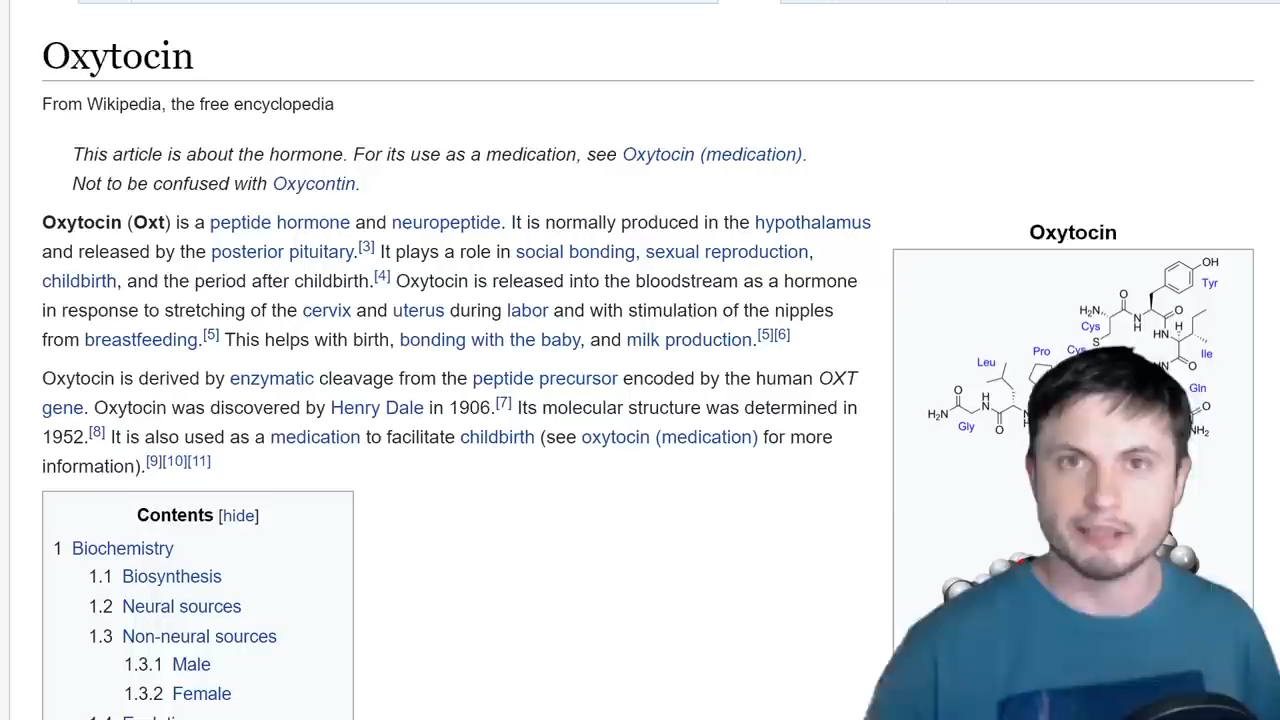 Oxytocin
From Wikipedia, the free encyclopedia
This article is about the hormone. For its use as a medication, see Oxytocin (medication).
Not to be confused with Oxycontin.
Oxytocin (Oxt) is a peptide hormone and neuropeptide. It is normally produced in the hypothalamus
and released by the posterior pituitary.[3] It plays a role in social bonding, sexual reproduction,
childbirth, and the period after childbirth.[4] Oxytocin is released into the bloodstream as a hormone
in response to stretching of the cervix and uterus during labor and with stimulation of the nipples
from breastfeeding.[5] This helps with birth, bonding with the baby, and milk production.[5][6]
Oxytocin is derived by enzymatic cleavage from the peptide precursor encoded by the human OXT
gene. Oxytocin was discovered by Henry Dale in 1906.[7] Its molecular structure was determined in
1952.[8] It is also used as a medication to facilitate childbirth (see oxytocin (medication) for more
information).[9][10][11]
Contents [hide]
1 Biochemistry
1.1 Biosynthesis
1.2 Neural sources
1.3 Non-neural sources
1.3.1 Male
1.3.2 Female
Oxytocin
OH
Tyr
O
H₂N
N
H
O
Cys
HN
H
S
Pro
Cys
Ile
Leu
O
Gln
O
H
N
O
H₂N
O
NH₂
Gly